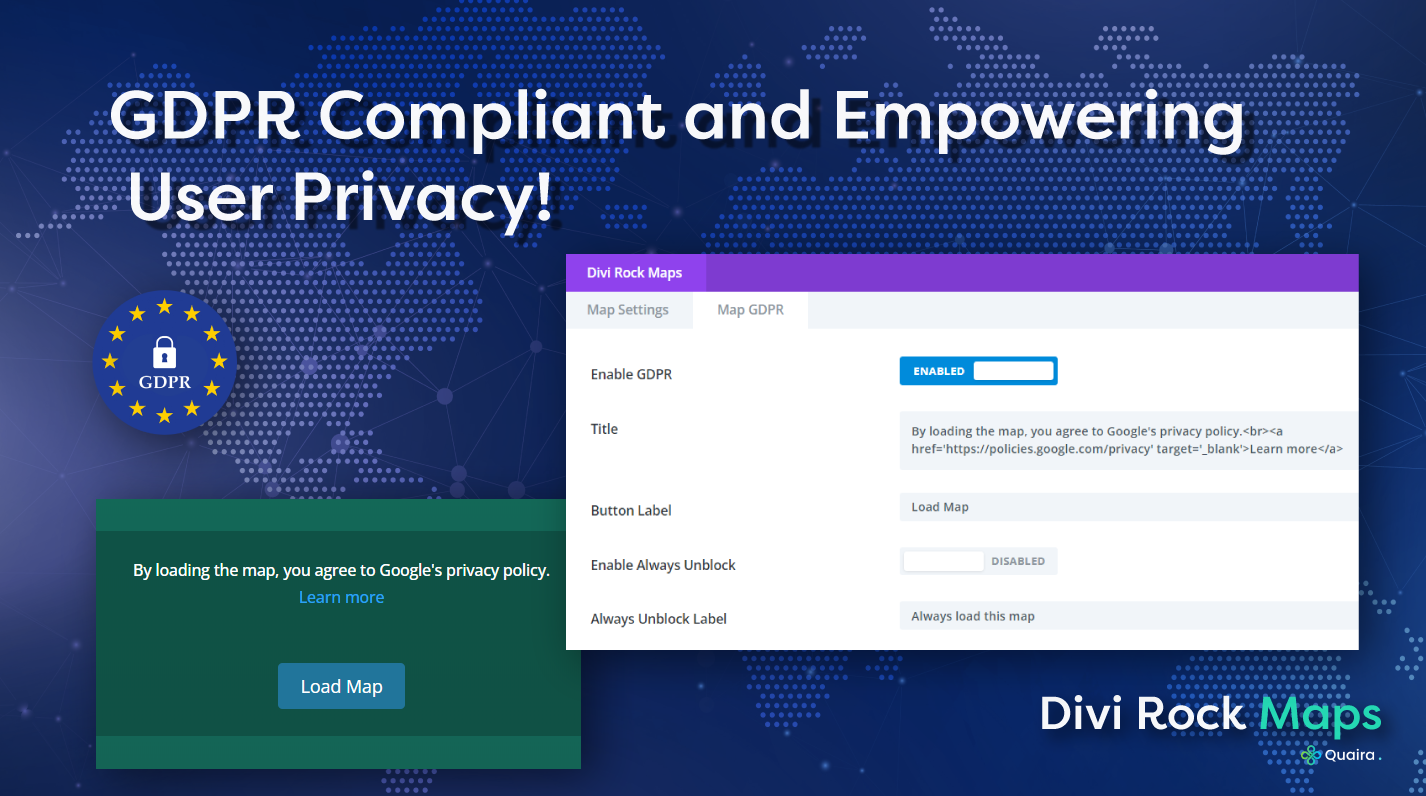 GDPR Compliant and Empowering
User Privacy!
GDPR
Divi Rock Maps
Map Settings
Map GDPR
Enable GDPR
ENABLED
Title
By loading the map, you agree to Google's privacy policy.<br><a
href='https://policies.google.com/privacy' target='_blank'>Learn more</a>
Button Label
Load Map
Enable Always Unblock
DISABLED
Always Unblock Label
Always load this map
By loading the map, you agree to Google's privacy policy.
Learn more
Load Map
Divi Rock Maps
Quaira .